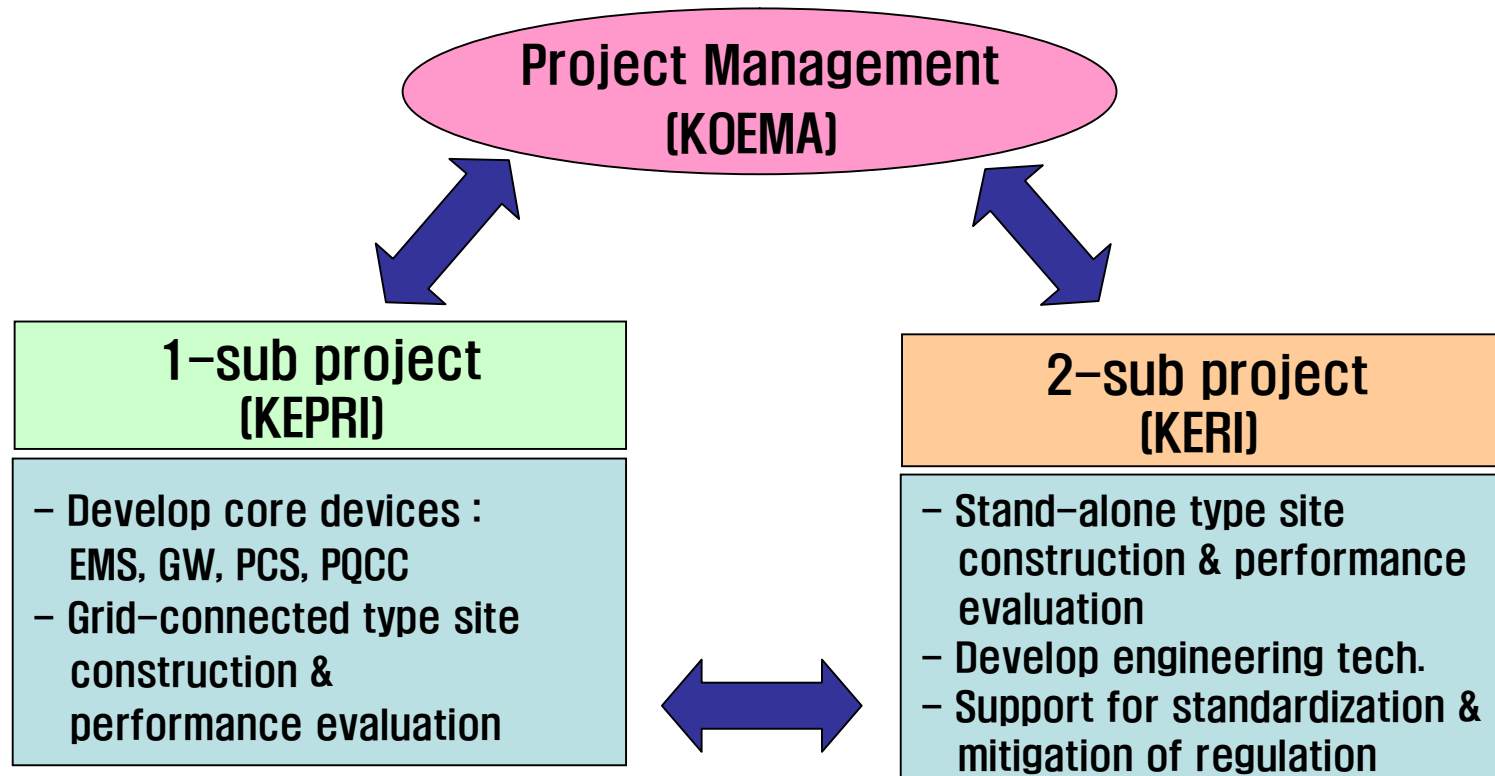 Project Management
(KOEMA)
1-sub project
(KEPRI)
- Develop core devices :
EMS, GW, PCS, PQCC
- Grid-connected type site
construction &
performance evaluation
2-sub project
(KERI)
- Stand-alone type site
construction & performance
evaluation
- Develop engineering tech.
- Support for standardization &
mitigation of regulation